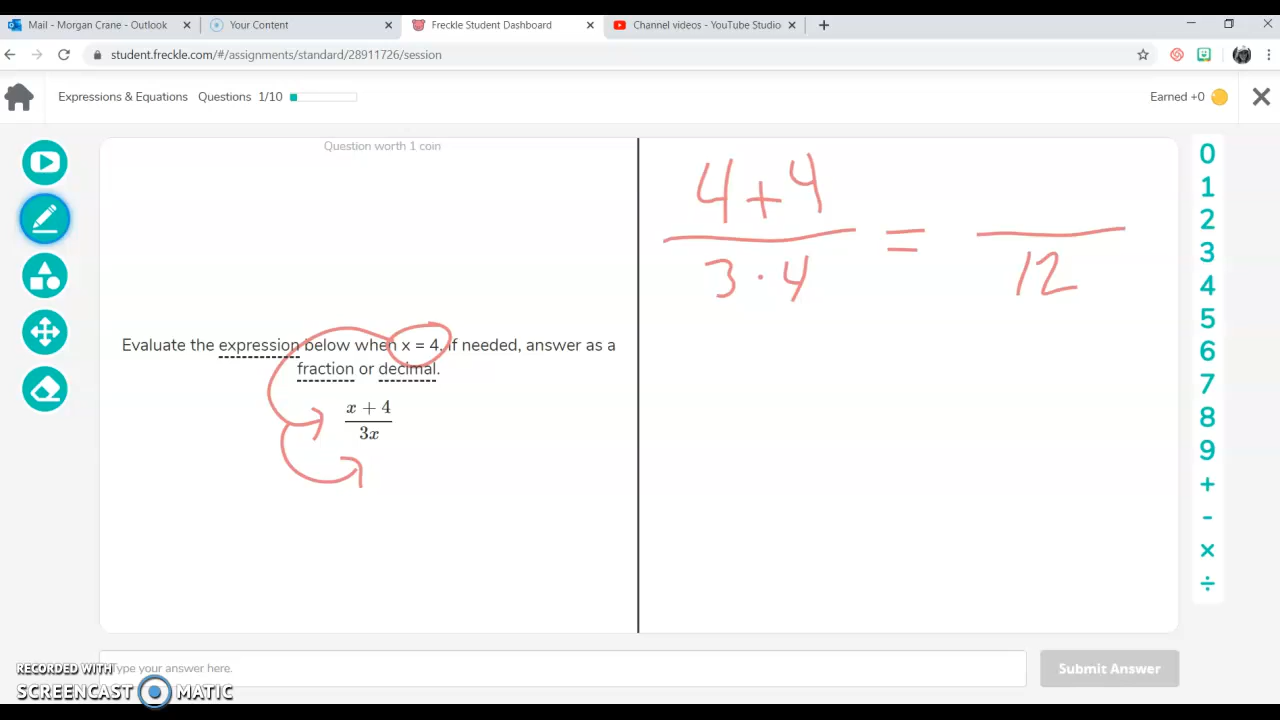 Mail - Morgan Crane - Outlook
Your Content
Freckle Student Dashboard
Channel videos - YouTube Studio
student.freckle.com/#/assignments/standard/28911726/session
Expressions & Equations Questions 1/10
Earned +0
Question worth 1 coin
Evaluate the expression below when x = 4. If needed, answer as a
fraction or decimal.
x + 4
3x
4 + 4
3 · 4
=
12
0
1
2
3
4
5
6
7
8
9
+
-
×
÷
Type your answer here.
Submit Answer
RECORDED WITH
SCREENCAST MATIC